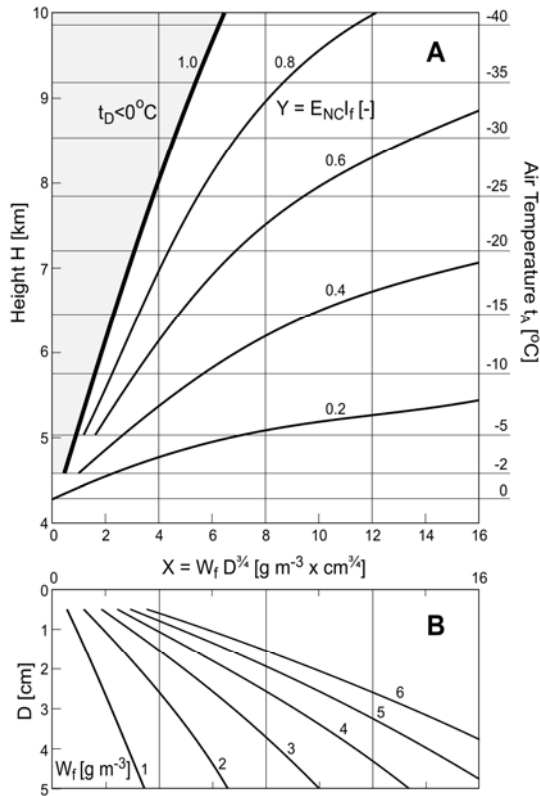 10
9
8
7
6
5
4
Height H [km]
1.0
0.8
A
t_D<0°C
Y = E_NC I_f [-]
0.6
0.4
0.2
-40
-35
-30
-25
-20
-15
-10
-5
-2
0
Air Temperature t_A [°C]
0 2 4 6 8 10 12 14 16
X = W_f D^¾ [g m⁻³ x cm^¾]
0 16
0
1
2
3
4
5
D [cm]
B
W_f [g m⁻³] 1 2 3 4 5 6